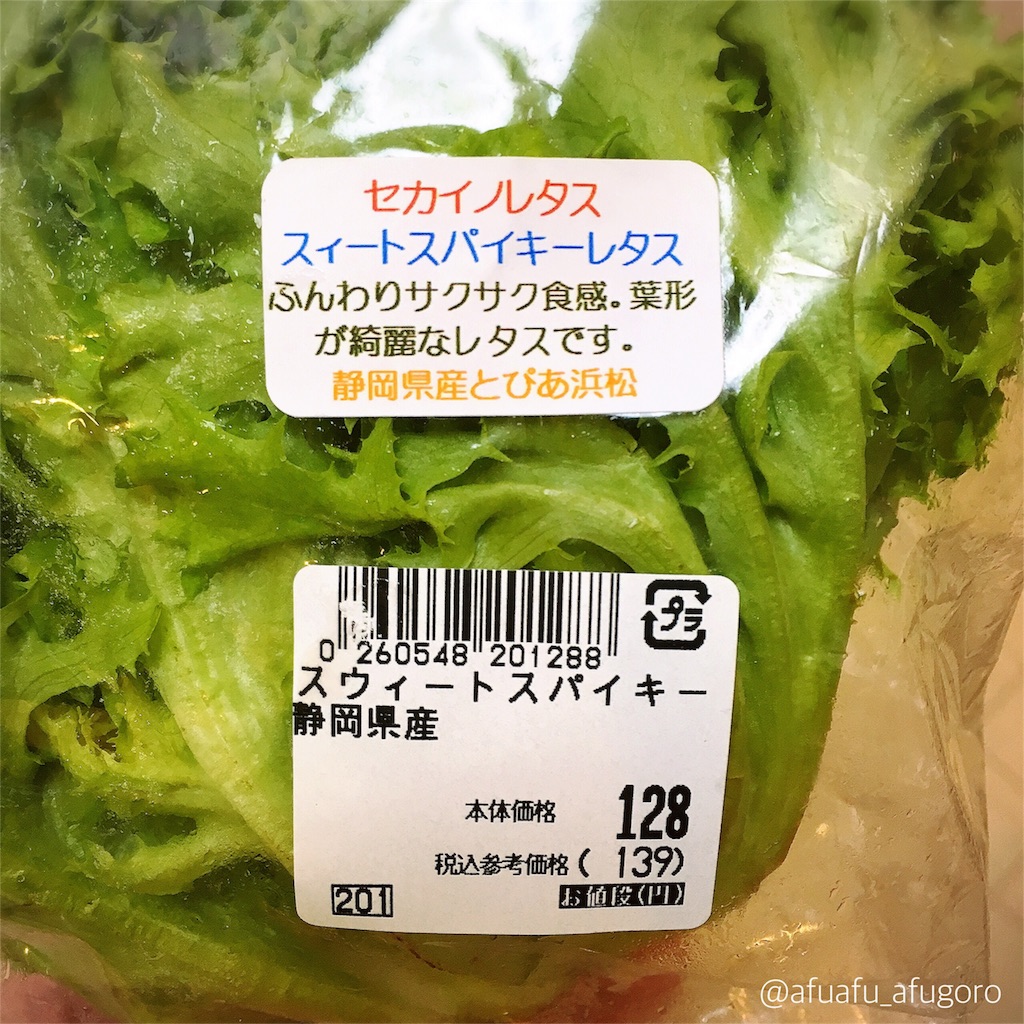 セカイノレタス
スィートスパイキーレタス
ふんわりサクサク食感。葉形
が綺麗なレタスです。
静岡県産とぴあ浜松
プラ
0 260548 201288
スウィートスパイキー
静岡県産
本体価格 128
税込参考価格( 139)
201 お値段(円)
@afuafu_afugoro